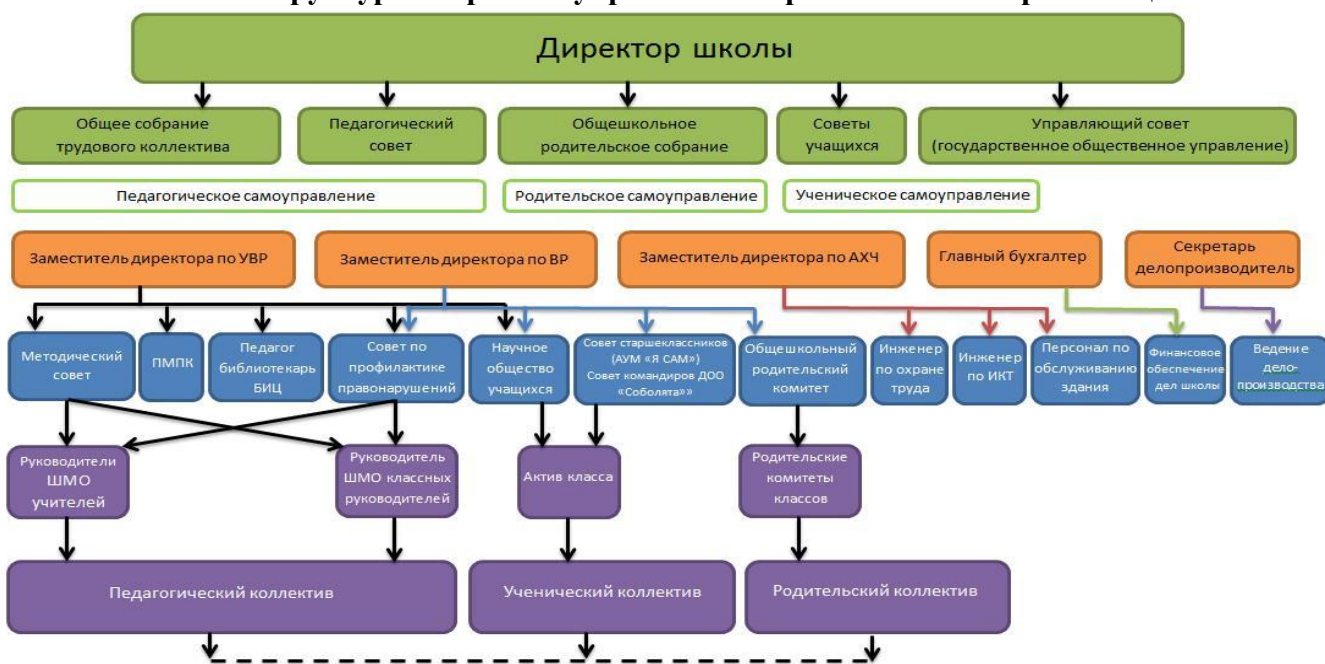 Директор школы
Общее собрание
трудового коллектива
Педагогический
совет
Общешкольное
родительское собрание
Советы
учащихся
Управляющий совет
(государственное общественное управление)
Педагогическое самоуправление
Родительское самоуправление
Ученическое самоуправление
Заместитель директора по УВР
Заместитель директора по ВР
Заместитель директора по АХЧ
Главный бухгалтер
Секретарь
делопроизводитель
Методический
совет
ПМПК
Педагог
библиотекарь
БИЦ
Совет по
профилактике
правонарушений
Научное
общество
учащихся
Совет старшеклассников
(АУМ «Я САМ»)
Совет командиров ДОО
«Соболята»»
Общешкольный
родительский
комитет
Инженер
по охране
труда
Инженер
по ИКТ
Персонал по
обслуживанию
здания
Финансовое
обеспечение
дел школы
Ведение
дело-
производства
Руководители
ШМО
учителей
Руководитель
ШМО классных
руководителей
Актив класса
Родительские
комитеты
классов
Педагогический коллектив
Ученический коллектив
Родительский коллектив